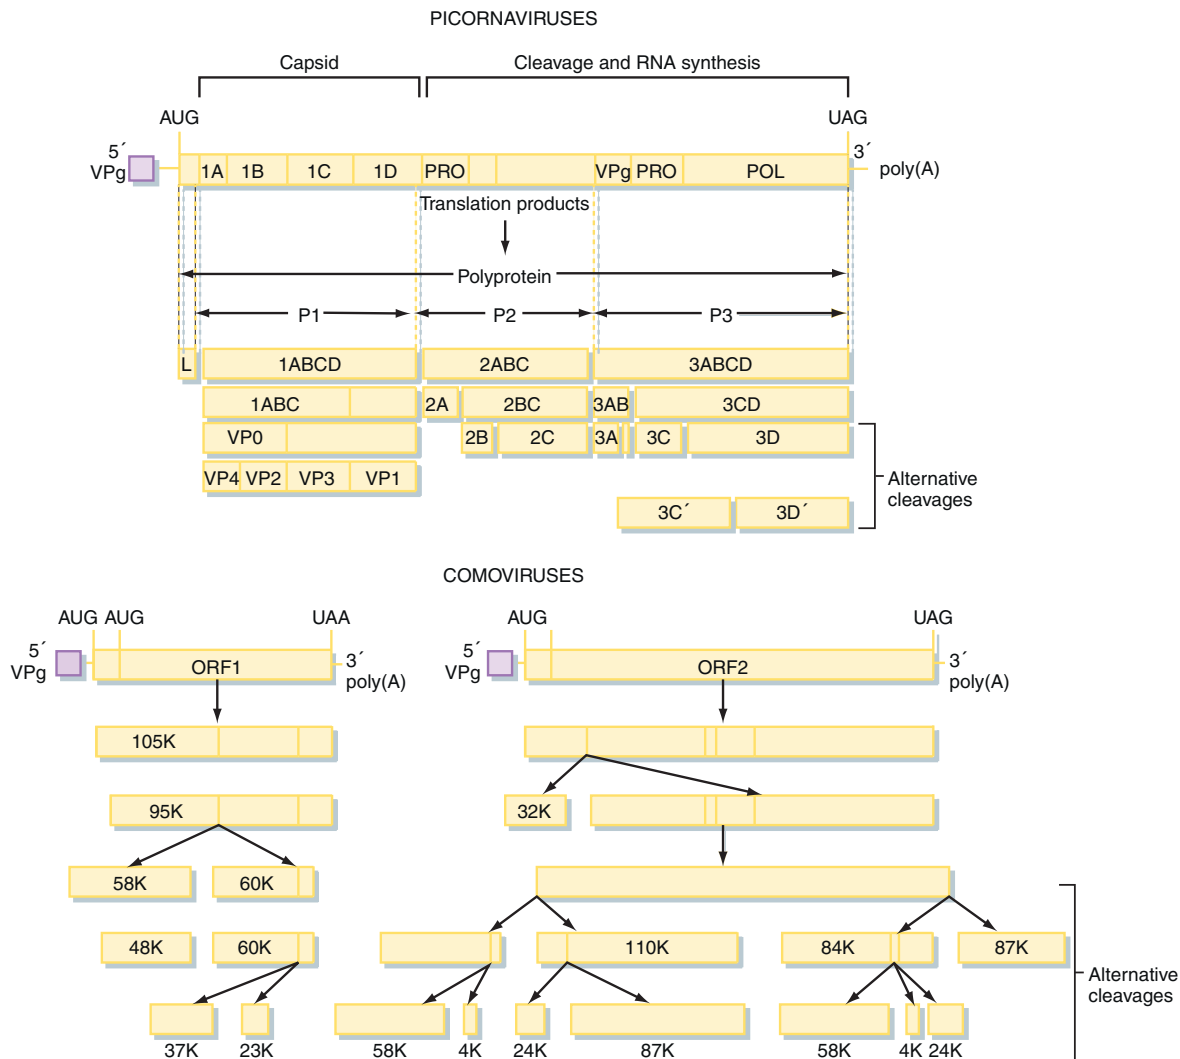 PICORNAVIRUSES
Capsid
Cleavage and RNA synthesis
AUG
UAG
5´
VPg
1A 1B 1C 1D PRO VPg PRO POL
3´
poly(A)
Translation products
Polyprotein
P1 P2 P3
L 1ABCD 2ABC 3ABCD
1ABC 2A 2BC 3AB 3CD
VP0 2B 2C 3A 3C 3D
VP4 VP2 VP3 VP1
3C´ 3D´
Alternative
cleavages
COMOVIRUSES
AUG AUG UAA
5´
VPg
ORF1
3´
poly(A)
105K
95K
58K 60K
48K 60K
37K 23K
AUG UAG
5´
VPg
ORF2
3´
poly(A)
32K
110K 84K 87K
58K 4K 24K 87K 58K 4K 24K
Alternative
cleavages